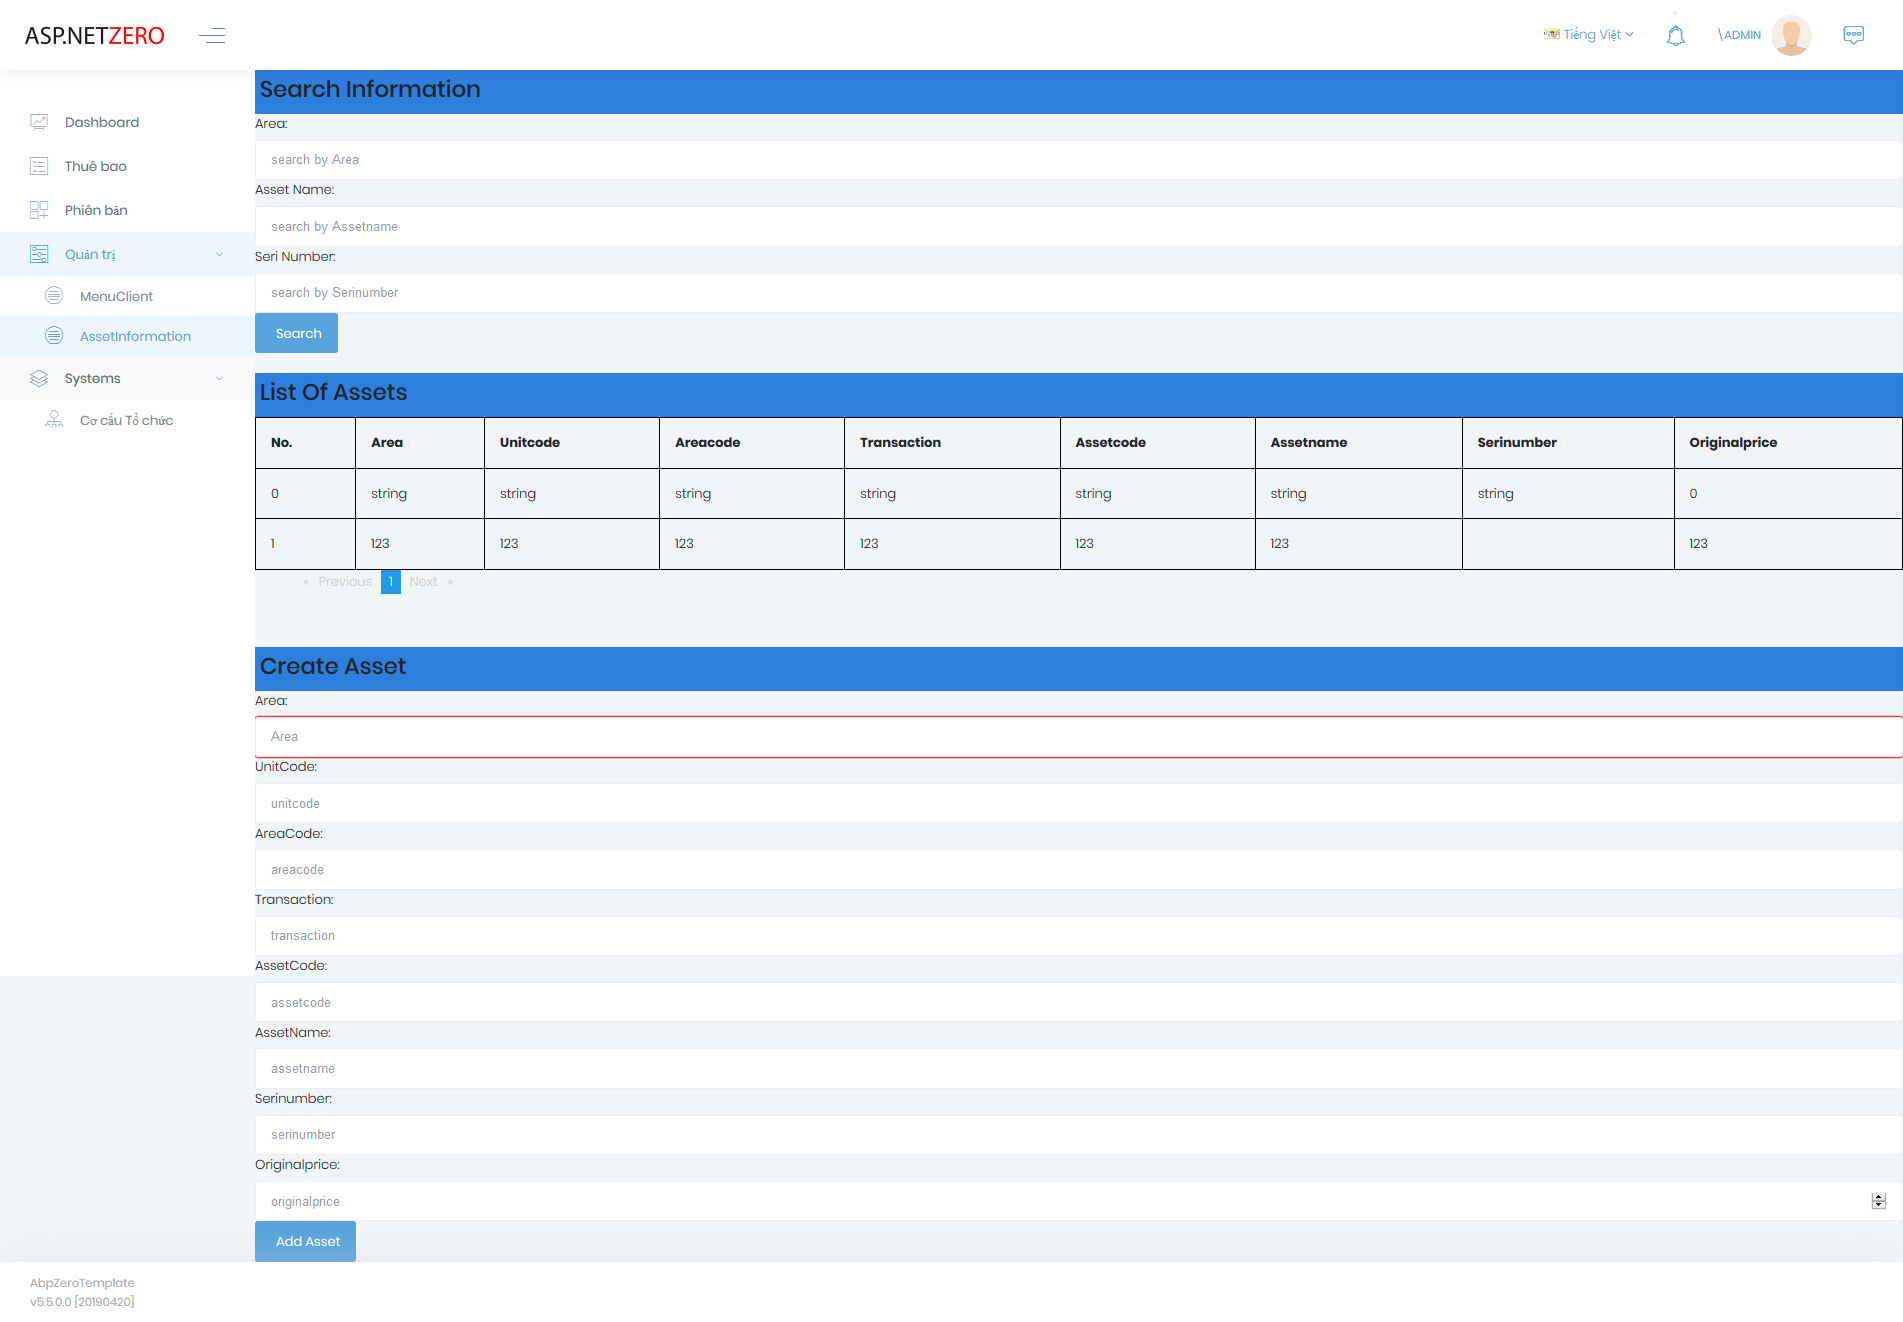 ASP.NETZERO
Tiếng Việt
\ADMIN
Dashboard
Thuê bao
Phiên bản
Quản trị
MenuClient
AssetInformation
Systems
Cơ cấu Tổ chức
Search Information
Area:
search by Area
Asset Name:
search by Assetname
Seri Number:
search by Serinumber
Search
List Of Assets
No. Area Unitcode Areacode Transaction Assetcode Assetname Serinumber Originalprice
0 string string string string string string string 0
1 123 123 123 123 123 123 123
« Previous 1 Next »
Create Asset
Area:
Area
UnitCode:
unitcode
AreaCode:
areacode
Transaction:
transaction
AssetCode:
assetcode
AssetName:
assetname
Serinumber:
serinumber
Originalprice:
originalprice
Add Asset
AbpZeroTemplate
v5.5.0.0 [20190420]